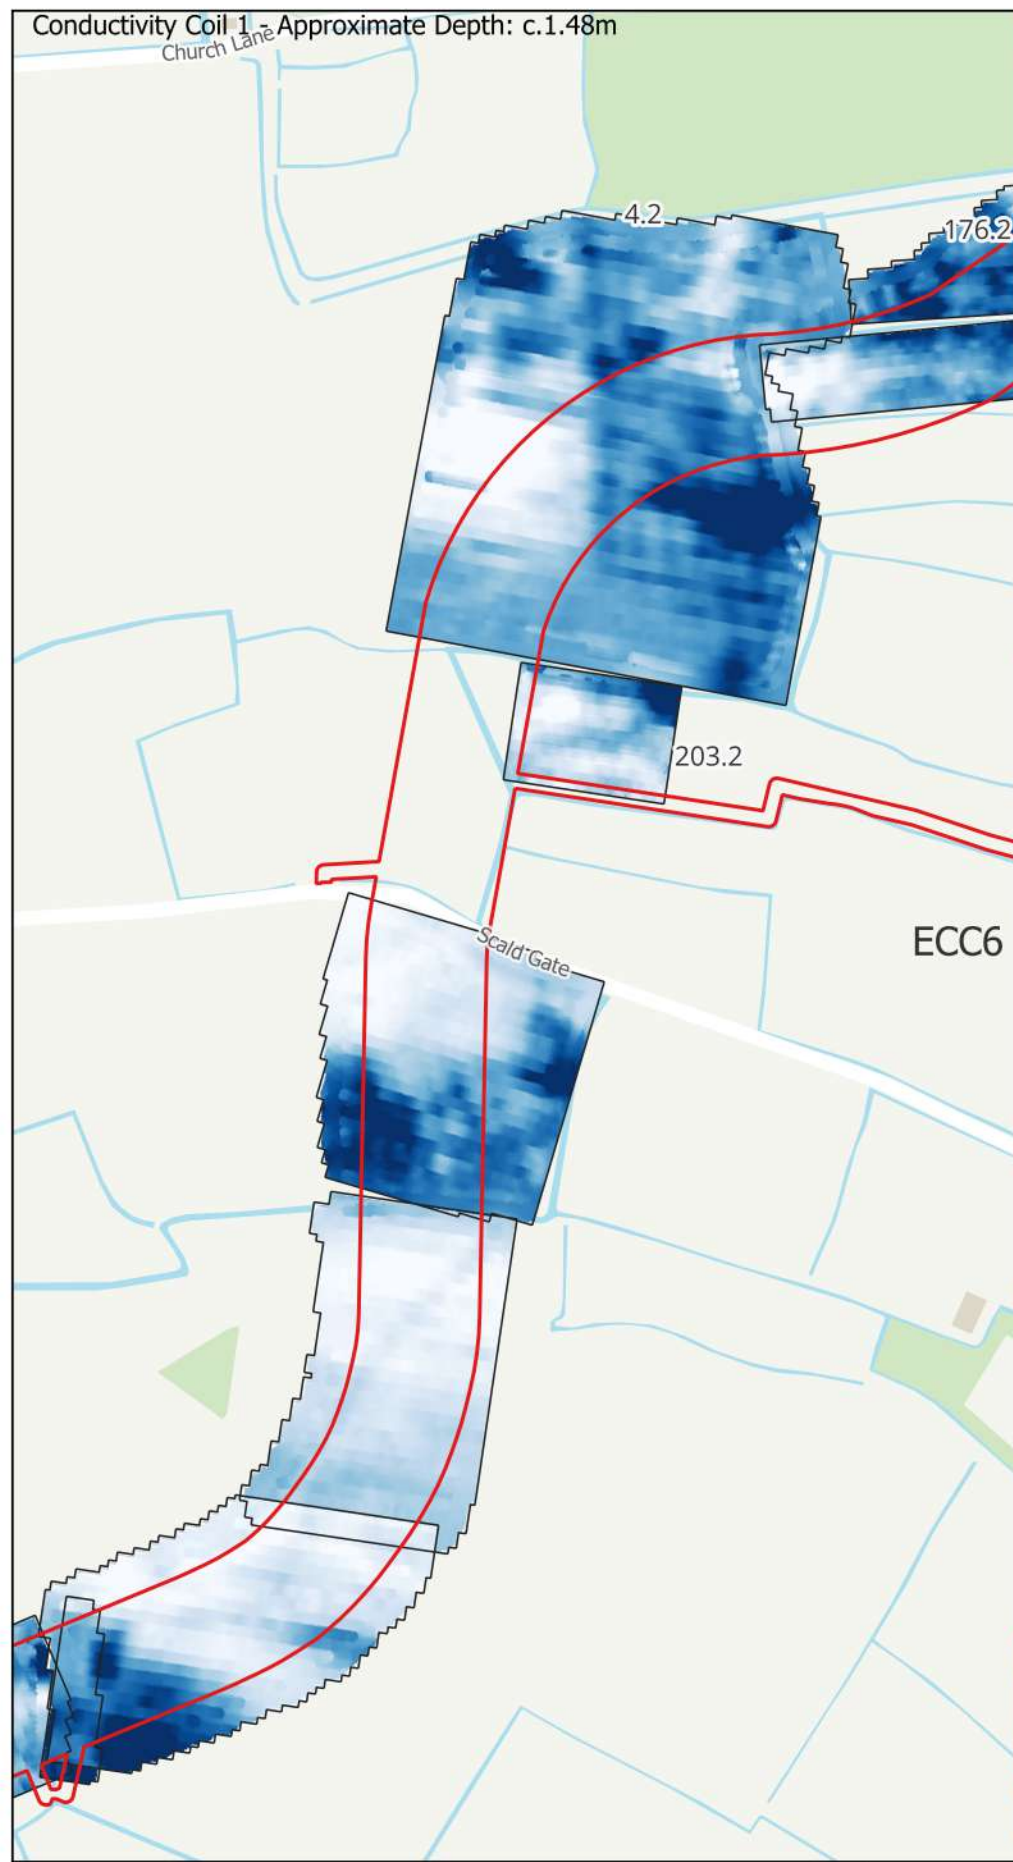 Conductivity Coil 1 - Approximate Depth: c.1.48m
Church Lane
4.2
176.2
203.2
ECC6
Scald Gate